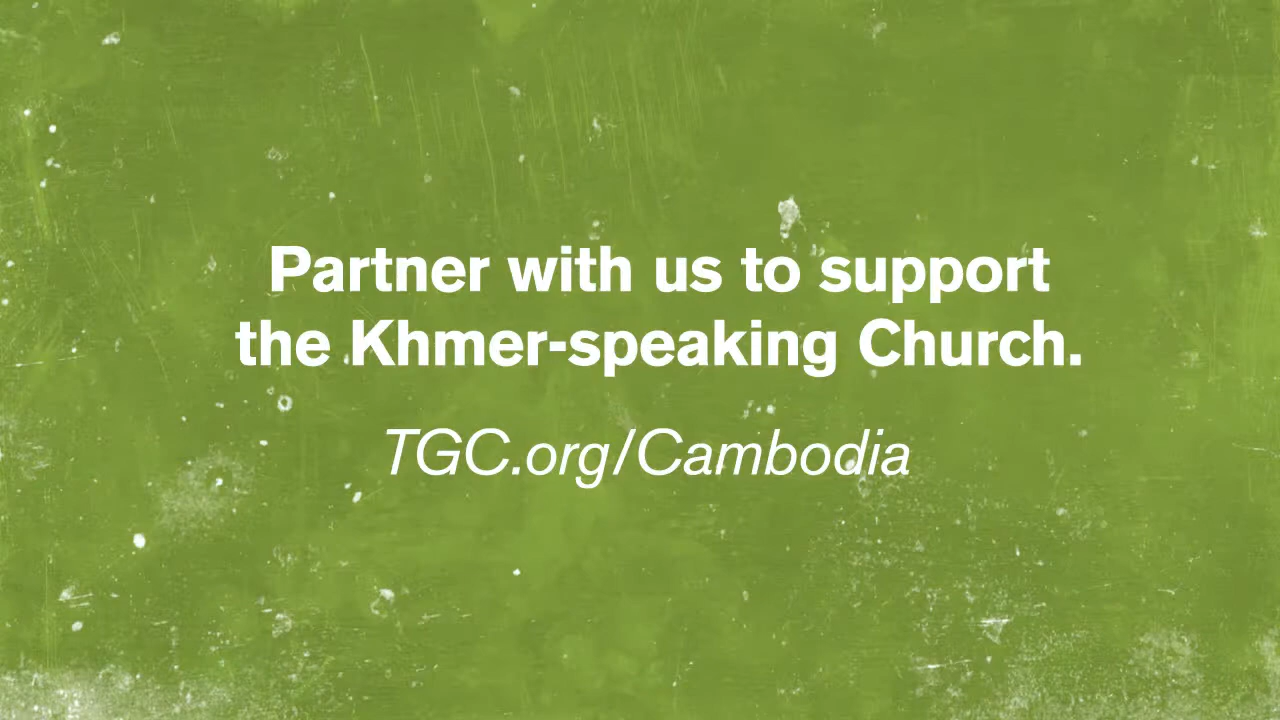 Partner with us to support
the Khmer-speaking Church.
TGC.org/Cambodia